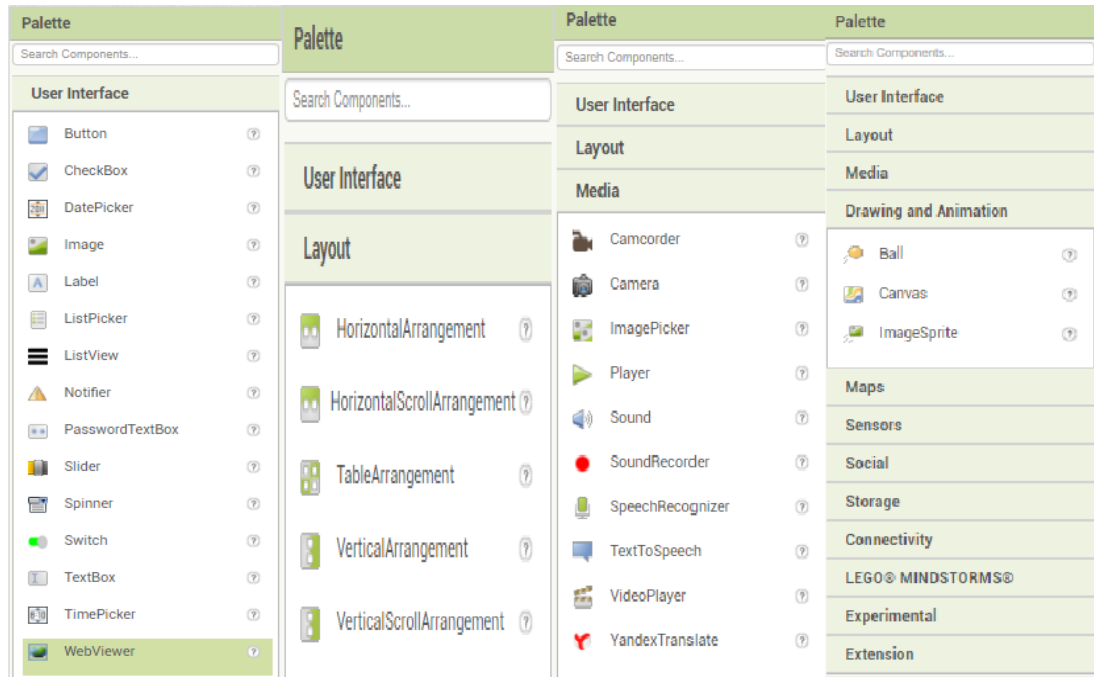 Palette
Search Components...
User Interface
Button
CheckBox
DatePicker
Image
Label
ListPicker
ListView
Notifier
PasswordTextBox
Slider
Spinner
Switch
TextBox
TimePicker
WebViewer
Palette
Search Components...
User Interface
Layout
HorizontalArrangement
HorizontalScrollArrangement
TableArrangement
VerticalArrangement
VerticalScrollArrangement
Palette
Search Components...
User Interface
Layout
Media
Camcorder
Camera
ImagePicker
Player
Sound
SoundRecorder
SpeechRecognizer
TextToSpeech
VideoPlayer
YandexTranslate
Palette
Search Components...
User Interface
Layout
Media
Drawing and Animation
Ball
Canvas
ImageSprite
Maps
Sensors
Social
Storage
Connectivity
LEGO® MINDSTORMS®
Experimental
Extension